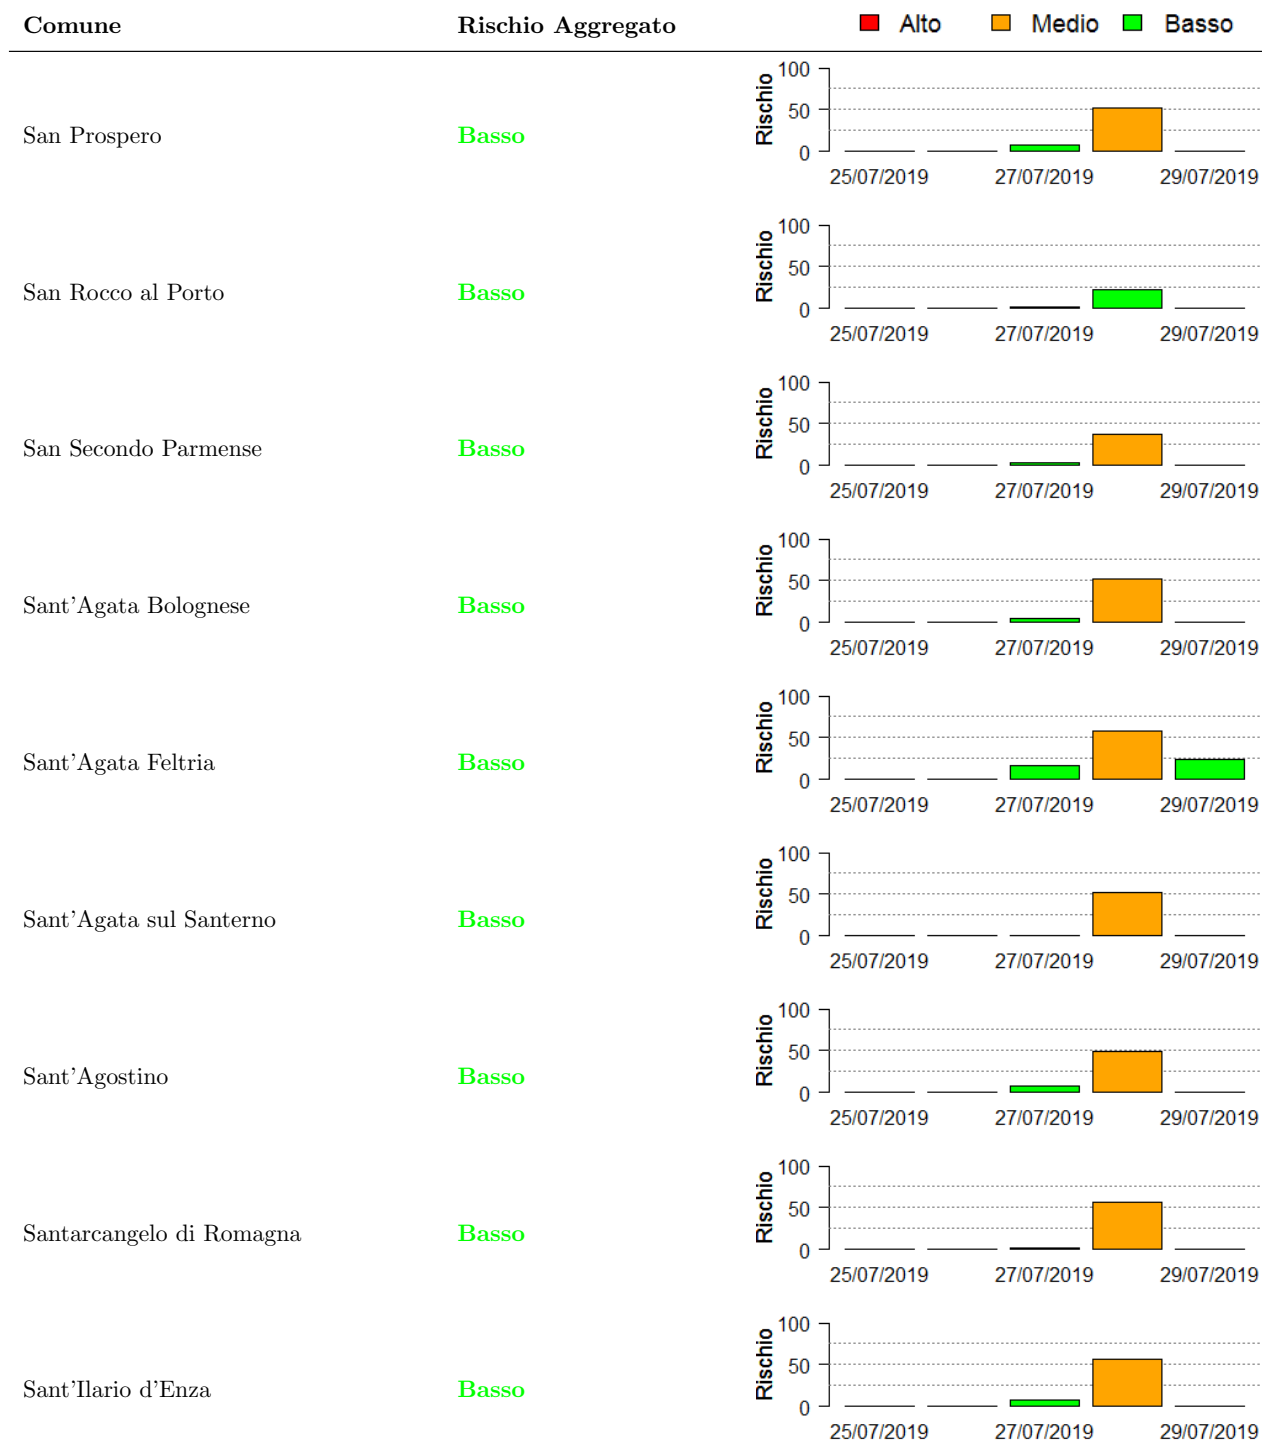 Comune Rischio Aggregato Alto Medio Basso
San Prospero Basso Rischio 100 50 0
25/07/2019 27/07/2019 29/07/2019
San Rocco al Porto Basso Rischio 100 50 0
25/07/2019 27/07/2019 29/07/2019
San Secondo Parmense Basso Rischio 100 50 0
25/07/2019 27/07/2019 29/07/2019
Sant'Agata Bolognese Basso Rischio 100 50 0
25/07/2019 27/07/2019 29/07/2019
Sant'Agata Feltria Basso Rischio 100 50 0
25/07/2019 27/07/2019 29/07/2019
Sant'Agata sul Santerno Basso Rischio 100 50 0
25/07/2019 27/07/2019 29/07/2019
Sant'Agostino Basso Rischio 100 50 0
25/07/2019 27/07/2019 29/07/2019
Santarcangelo di Romagna Basso Rischio 100 50 0
25/07/2019 27/07/2019 29/07/2019
Sant'Ilario d'Enza Basso Rischio 100 50 0
25/07/2019 27/07/2019 29/07/2019